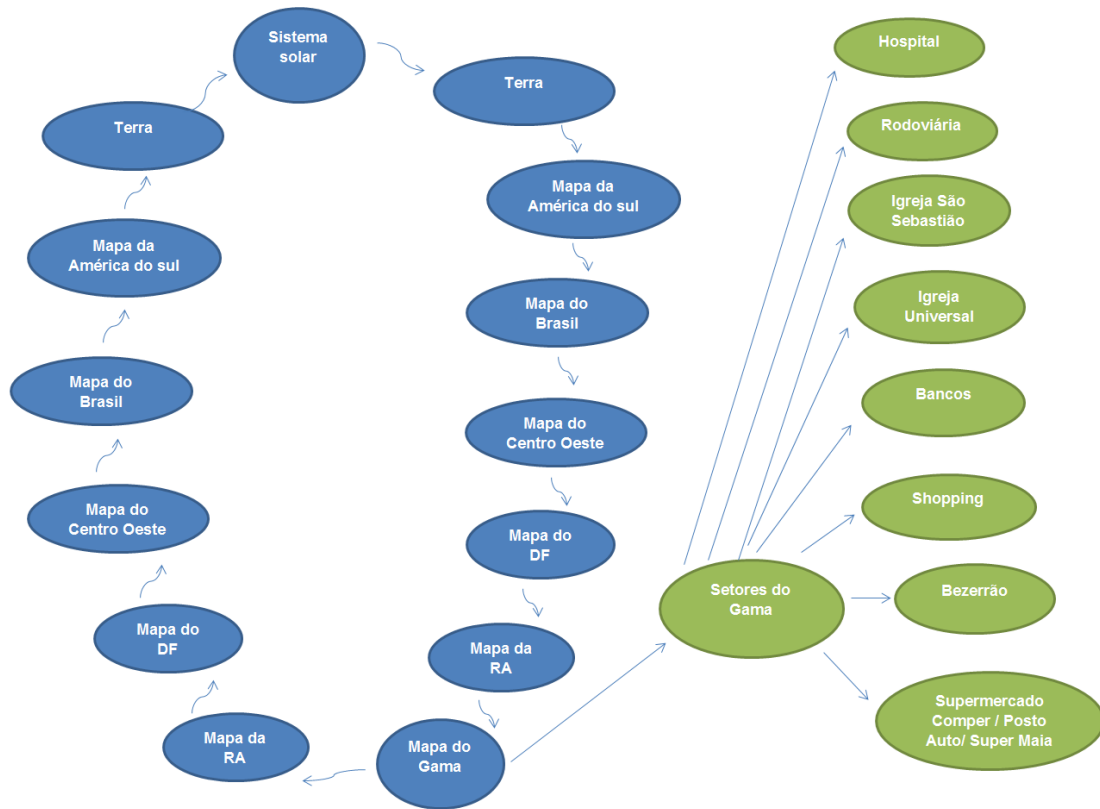 Sistema
solar
Terra
Mapa da
América do sul
Mapa do
Brasil
Mapa do
Centro Oeste
Mapa do
DF
Mapa da
RA
Mapa do
Gama
Mapa da
RA
Mapa do
DF
Mapa do
Centro Oeste
Mapa do
Brasil
Mapa da
América do sul
Terra
Setores do
Gama
Hospital
Rodoviária
Igreja São
Sebastião
Igreja
Universal
Bancos
Shopping
Bezerrão
Supermercado
Comper / Posto
Auto/ Super Maia